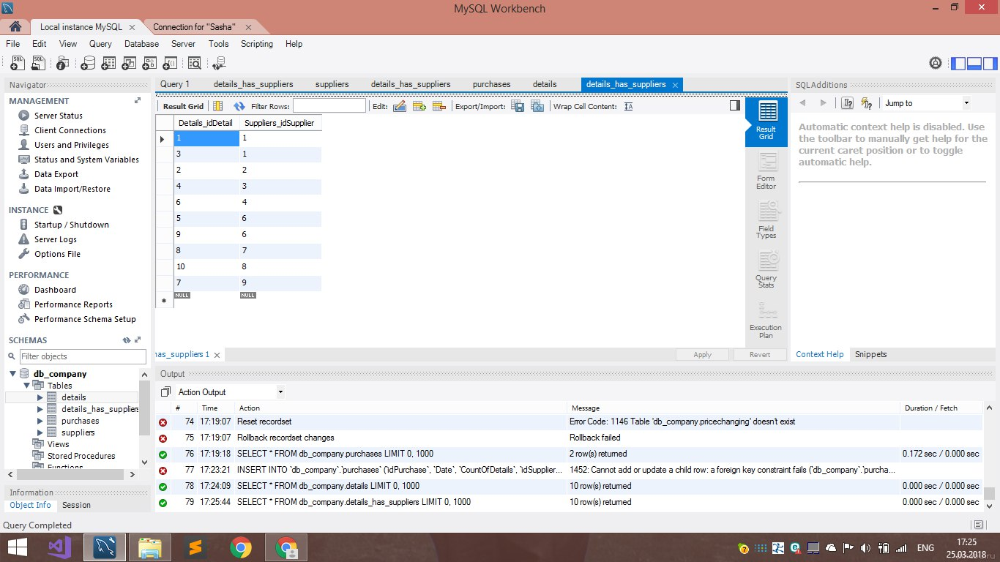 MySQL Workbench
Local instance MySQL
Connection for "Sasha"
File Edit View Query Database Server Tools Scripting Help
Navigator
MANAGEMENT
Server Status
Client Connections
Users and Privileges
Status and System Variables
Data Export
Data Import/Restore
INSTANCE
Startup / Shutdown
Server Logs
Options File
PERFORMANCE
Dashboard
Performance Reports
Performance Schema Setup
SCHEMAS
Filter objects
db_company
Tables
details
details_has_suppliers
purchases
suppliers
Views
Stored Procedures
Functions
Information
Object Info Session
Query Completed
Query 1 details_has_suppliers suppliers details_has_suppliers purchases details details_has_suppliers
Result Grid Filter Rows: Edit: Export/Import: Wrap Cell Content: IA
Details_idDetail Suppliers_idSupplier
1 1
3 1
2 2
4 3
6 4
5 6
9 6
8 7
10 8
7 9
NULL NULL
Result Grid
Form Editor
Field Types
Query Stats
Execution Plan
has_suppliers 1
Apply Revert
SQLAdditions
Jump to
Automatic context help is disabled. Use
the toolbar to manually get help for the
current caret position or to toggle
automatic help.
Context Help Snippets
Output
Action Output
# Time Action Message Duration / Fetch
74 17:19:07 Reset recordset Error Code: 1146 Table 'db_company.pricechanging' doesn't exist
75 17:19:07 Rollback recordset changes Rollback failed
76 17:19:18 SELECT * FROM db_company.purchases LIMIT 0, 1000 2 row(s) returned 0.172 sec / 0.000 sec
77 17:23:21 INSERT INTO `db_company`.`purchases` (`idPurchase`, `Date`, `CountOfDetails`, `idSupplier... 1452: Cannot add or update a child row: a foreign key constraint fails (`db_company`.`purcha...
78 17:24:09 SELECT * FROM db_company.details LIMIT 0, 1000 10 row(s) returned 0.000 sec / 0.000 sec
79 17:25:44 SELECT * FROM db_company.details_has_suppliers LIMIT 0, 1000 10 row(s) returned 0.000 sec / 0.000 sec
ENG
17:25
25.03.2018